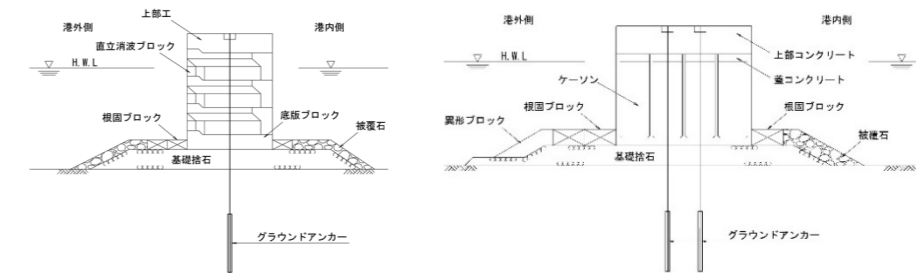 港外側
上部工
港内側
直立消波ブロック
H.W.L
根固ブロック
底版ブロック
被覆石
基礎捨石
グラウンドアンカー
港外側
港内側
H.W.L
上部コンクリート
蓋コンクリート
ケーソン
根固ブロック
根固ブロック
異形ブロック
被覆石
基礎捨石
グラウンドアンカー